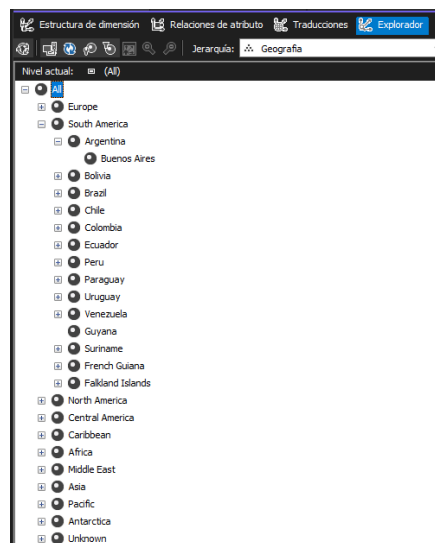 Estructura de dimensión Relaciones de atributo Traducciones Explorador
Jerarquía: Geografia
Nivel actual: (All)
All
Europe
South America
Argentina
Buenos Aires
Bolivia
Brazil
Chile
Colombia
Ecuador
Peru
Paraguay
Uruguay
Venezuela
Guyana
Suriname
French Guiana
Falkland Islands
North America
Central America
Caribbean
Africa
Middle East
Asia
Pacific
Antarctica
Unknown